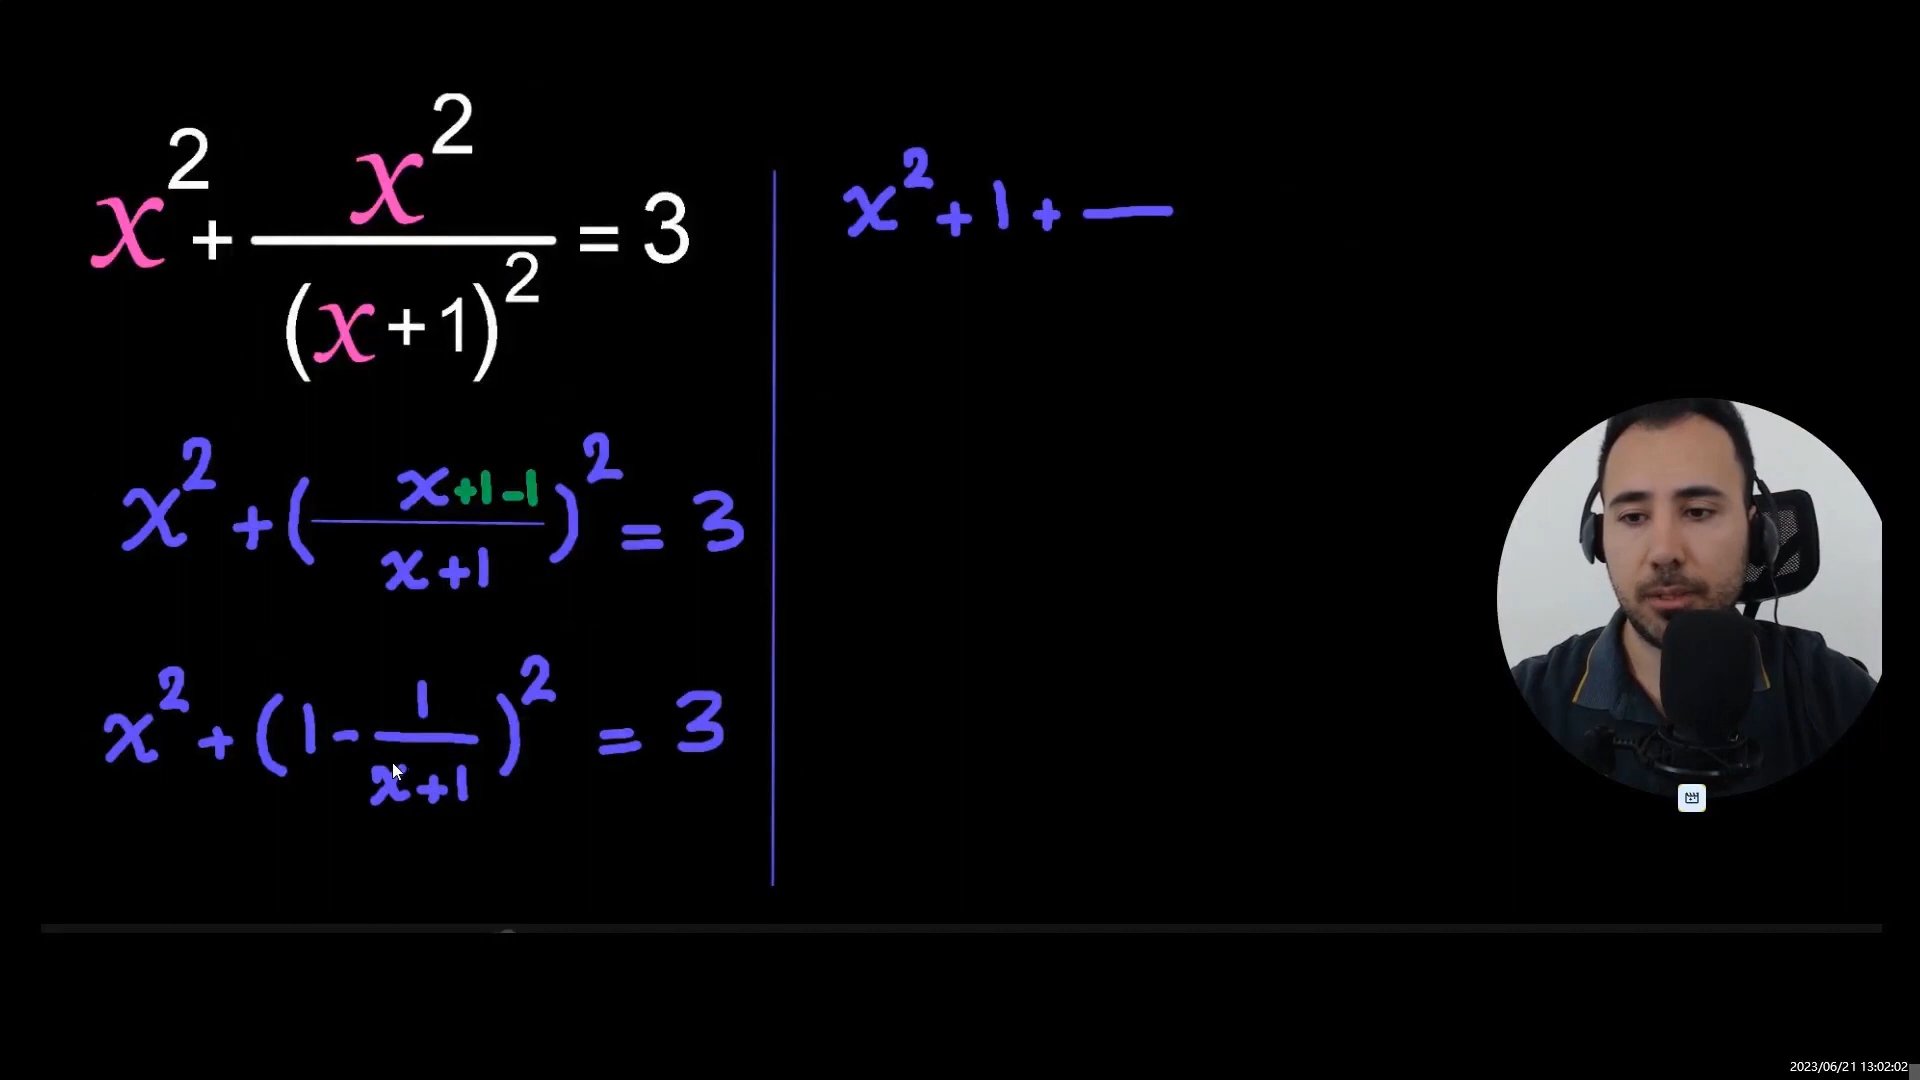 x² + x²/(x+1)² = 3
x² + (x+1-1/x+1)² = 3
x² + (1 - 1/x+1)² = 3
x² + 1 + —
2023/06/21 13:02:02